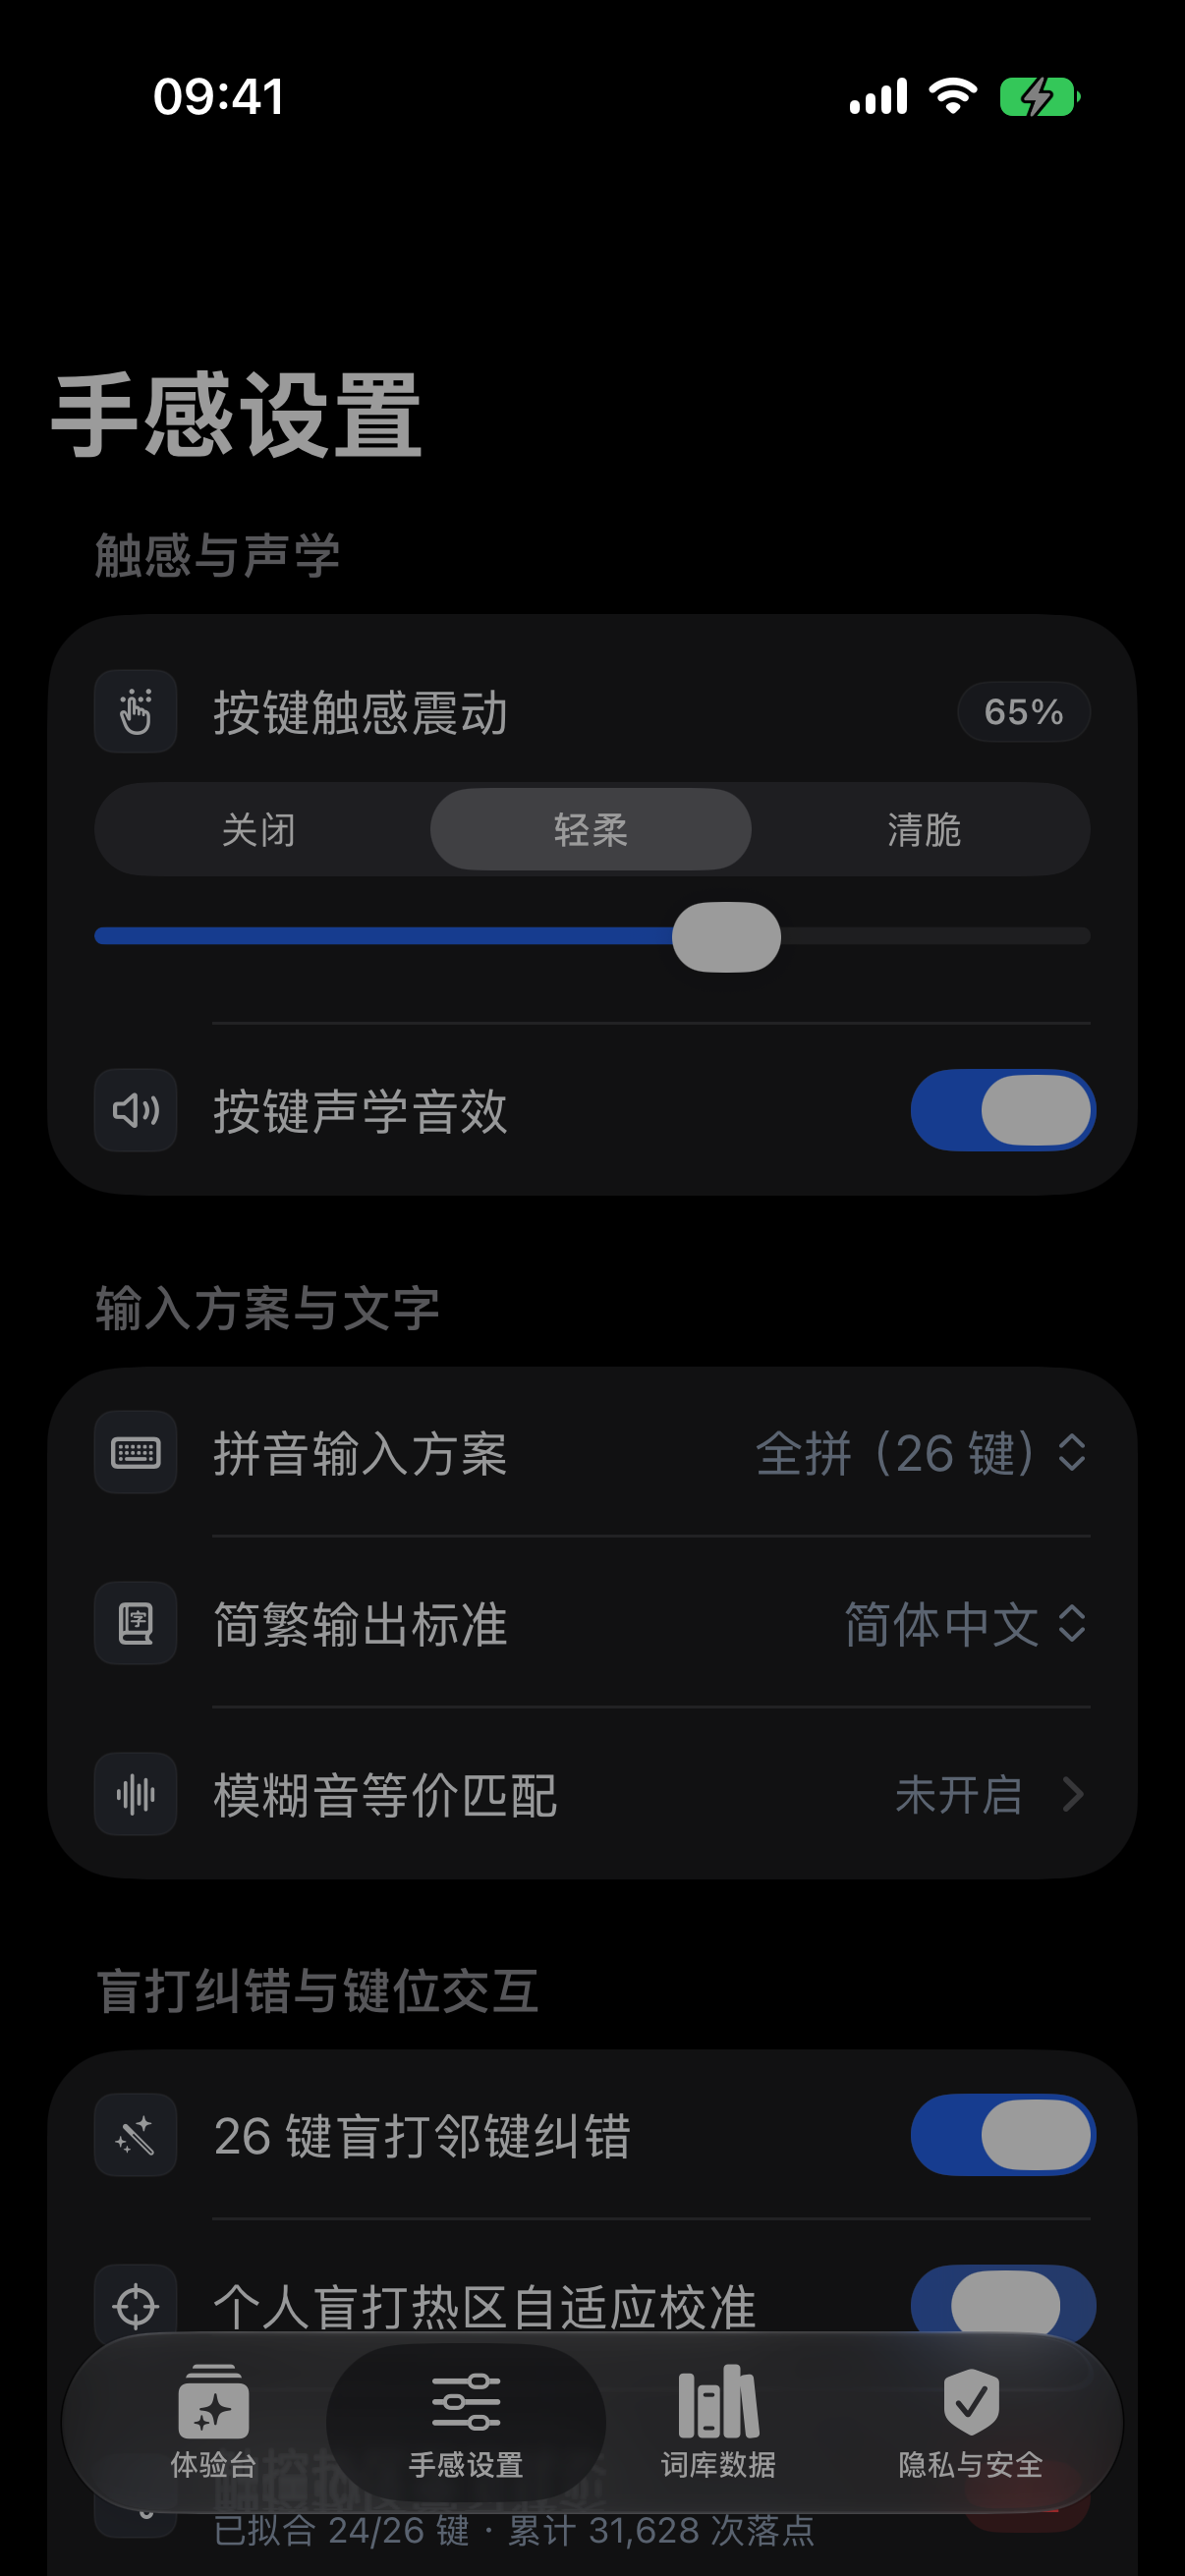 09:41
手感设置
触感与声学
按键触感震动
65%
关闭
轻柔
清脆
按键声学音效
输入方案与文字
拼音输入方案
全拼（26 键）
简繁输出标准
简体中文
模糊音等价匹配
未开启
盲打纠错与键位交互
26 键盲打邻键纠错
个人盲打热区自适应校准
体验台
手感设置
词库数据
隐私与安全
已拟合 24/26 键 · 累计 31,628 次落点